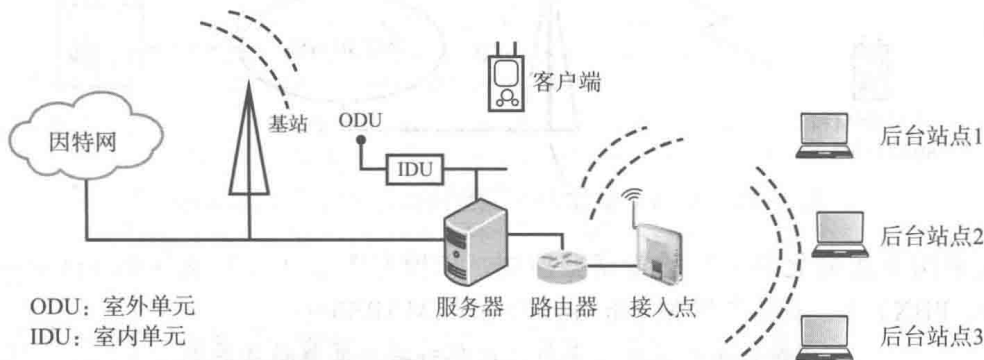 客户端
基站
ODU
因特网
IDU
后台站点1
后台站点2
ODU：室外单元
IDU：室内单元
服务器
路由器
接入点
后台站点3